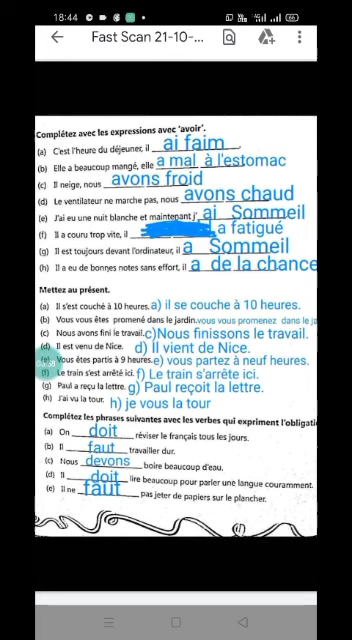 18:44
66
Fast Scan 21-10-...
Complétez avec les expressions avec 'avoir'.
(a) C'est l'heure du déjeuner, il ai faim
(b) Elle a beaucoup mangé, elle a mal à l'estomac
(c) Il neige, nous avons froid
(d) Le ventilateur ne marche pas, nous avons chaud
(e) J'ai eu une nuit blanche et maintenant j' ai Sommeil
(f) Il a couru trop vite, il a fatigué
(g) Il est toujours devant l'ordinateur, il a Sommeil
(h) Il a eu de bonnes notes sans effort, il a de la chance
Mettez au présent.
(a) Il s'est couché à 10 heures. a) il se couche à 10 heures.
(b) Vous vous êtes promené dans le jardin. vous vous promenez dans le ja
(c) Nous avons fini le travail. c)Nous finissons le travail.
(d) Il est venu de Nice. d) Il vient de Nice.
(e) Vous êtes partis à 9 heures. e) vous partez à neuf heures.
(f) Le train s'est arrêté ici. f) Le train s'arrête ici.
(g) Paul a reçu la lettre. g) Paul reçoit la lettre.
(h) J'ai vu la tour. h) je vous la tour
Complétez les phrases suivantes avec les verbes qui expriment l'obligati
(a) On doit réviser le français tous les jours.
(b) Il faut travailler dur.
(c) Nous devons boire beaucoup d'eau.
(d) Il doit lire beaucoup pour parler une langue couramment.
(e) Il ne faut pas jeter de papiers sur le plancher.